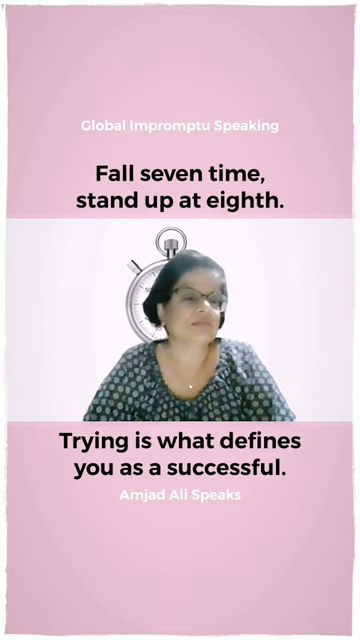 Global Impromptu Speaking
Fall seven time,
stand up at eighth.
Trying is what defines
you as a successful.
Amjad Ali Speaks